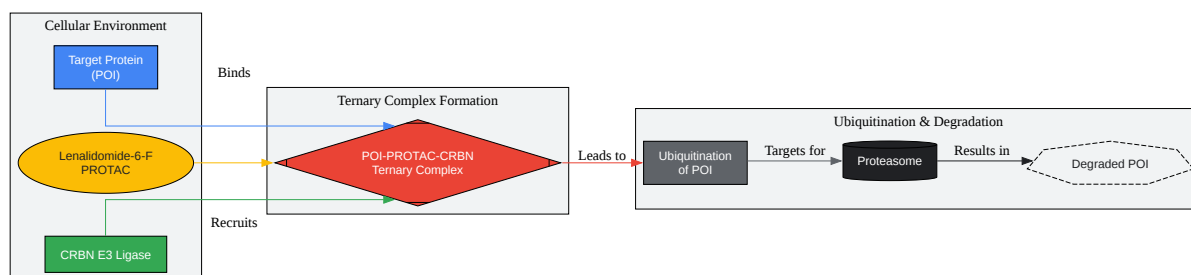 Cellular Environment
Target Protein
(POI)
Binds
Lenalidomide-6-F
PROTAC
Recruits
CRBN E3 Ligase
Ternary Complex Formation
POI-PROTAC-CRBN
Ternary Complex
Leads to
Ubiquitination & Degradation
Ubiquitination
of POI
Targets for
Proteasome
Results in
Degraded POI